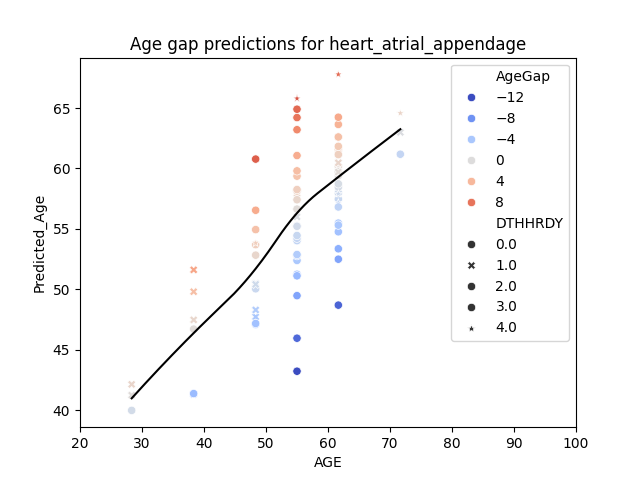 Age gap predictions for heart_atrial_appendage
AgeGap
−12
−8
−4
0
4
8
DTHHRDY
0.0
1.0
2.0
3.0
4.0
65
60
55
50
45
40
Predicted_Age
20 30 40 50 60 70 80 90 100
AGE